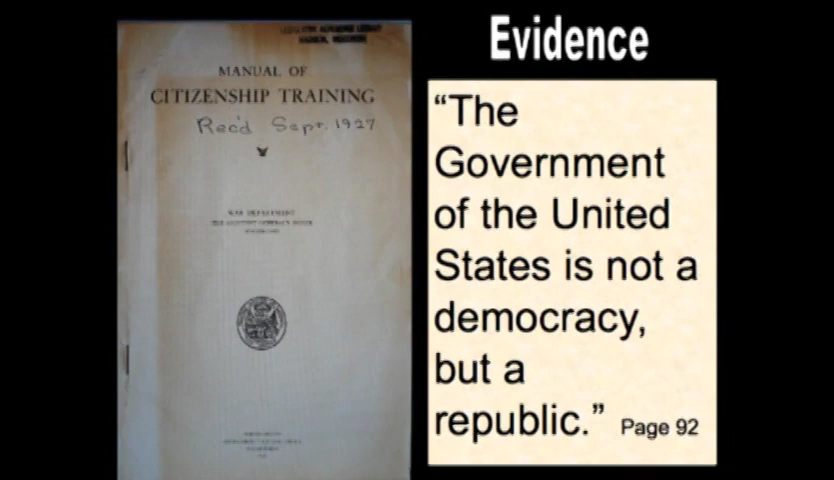 Evidence
MANUAL OF
CITIZENSHIP TRAINING
Rec'd Sept. 1927
WAR DEPARTMENT
“The
Government
of the United
States is not a
democracy,
but a
republic.” Page 92